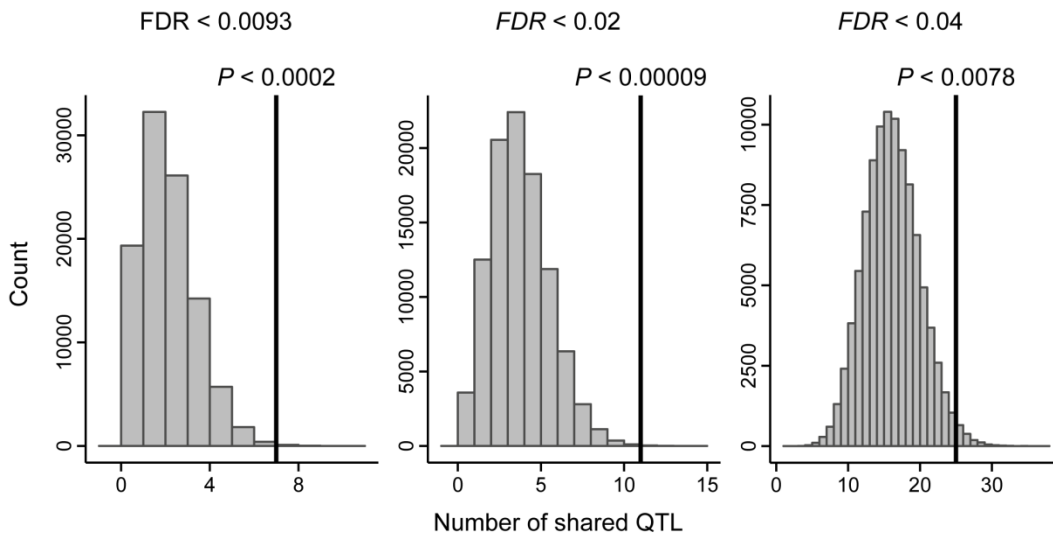 FDR < 0.0093
FDR < 0.02
FDR < 0.04
P < 0.0002
P < 0.00009
P < 0.0078
Count
30000
20000
10000
0
0 4 8
20000
15000
10000
5000
0
0 5 10 15
10000
7500
5000
2500
0
0 10 20 30
Number of shared QTL